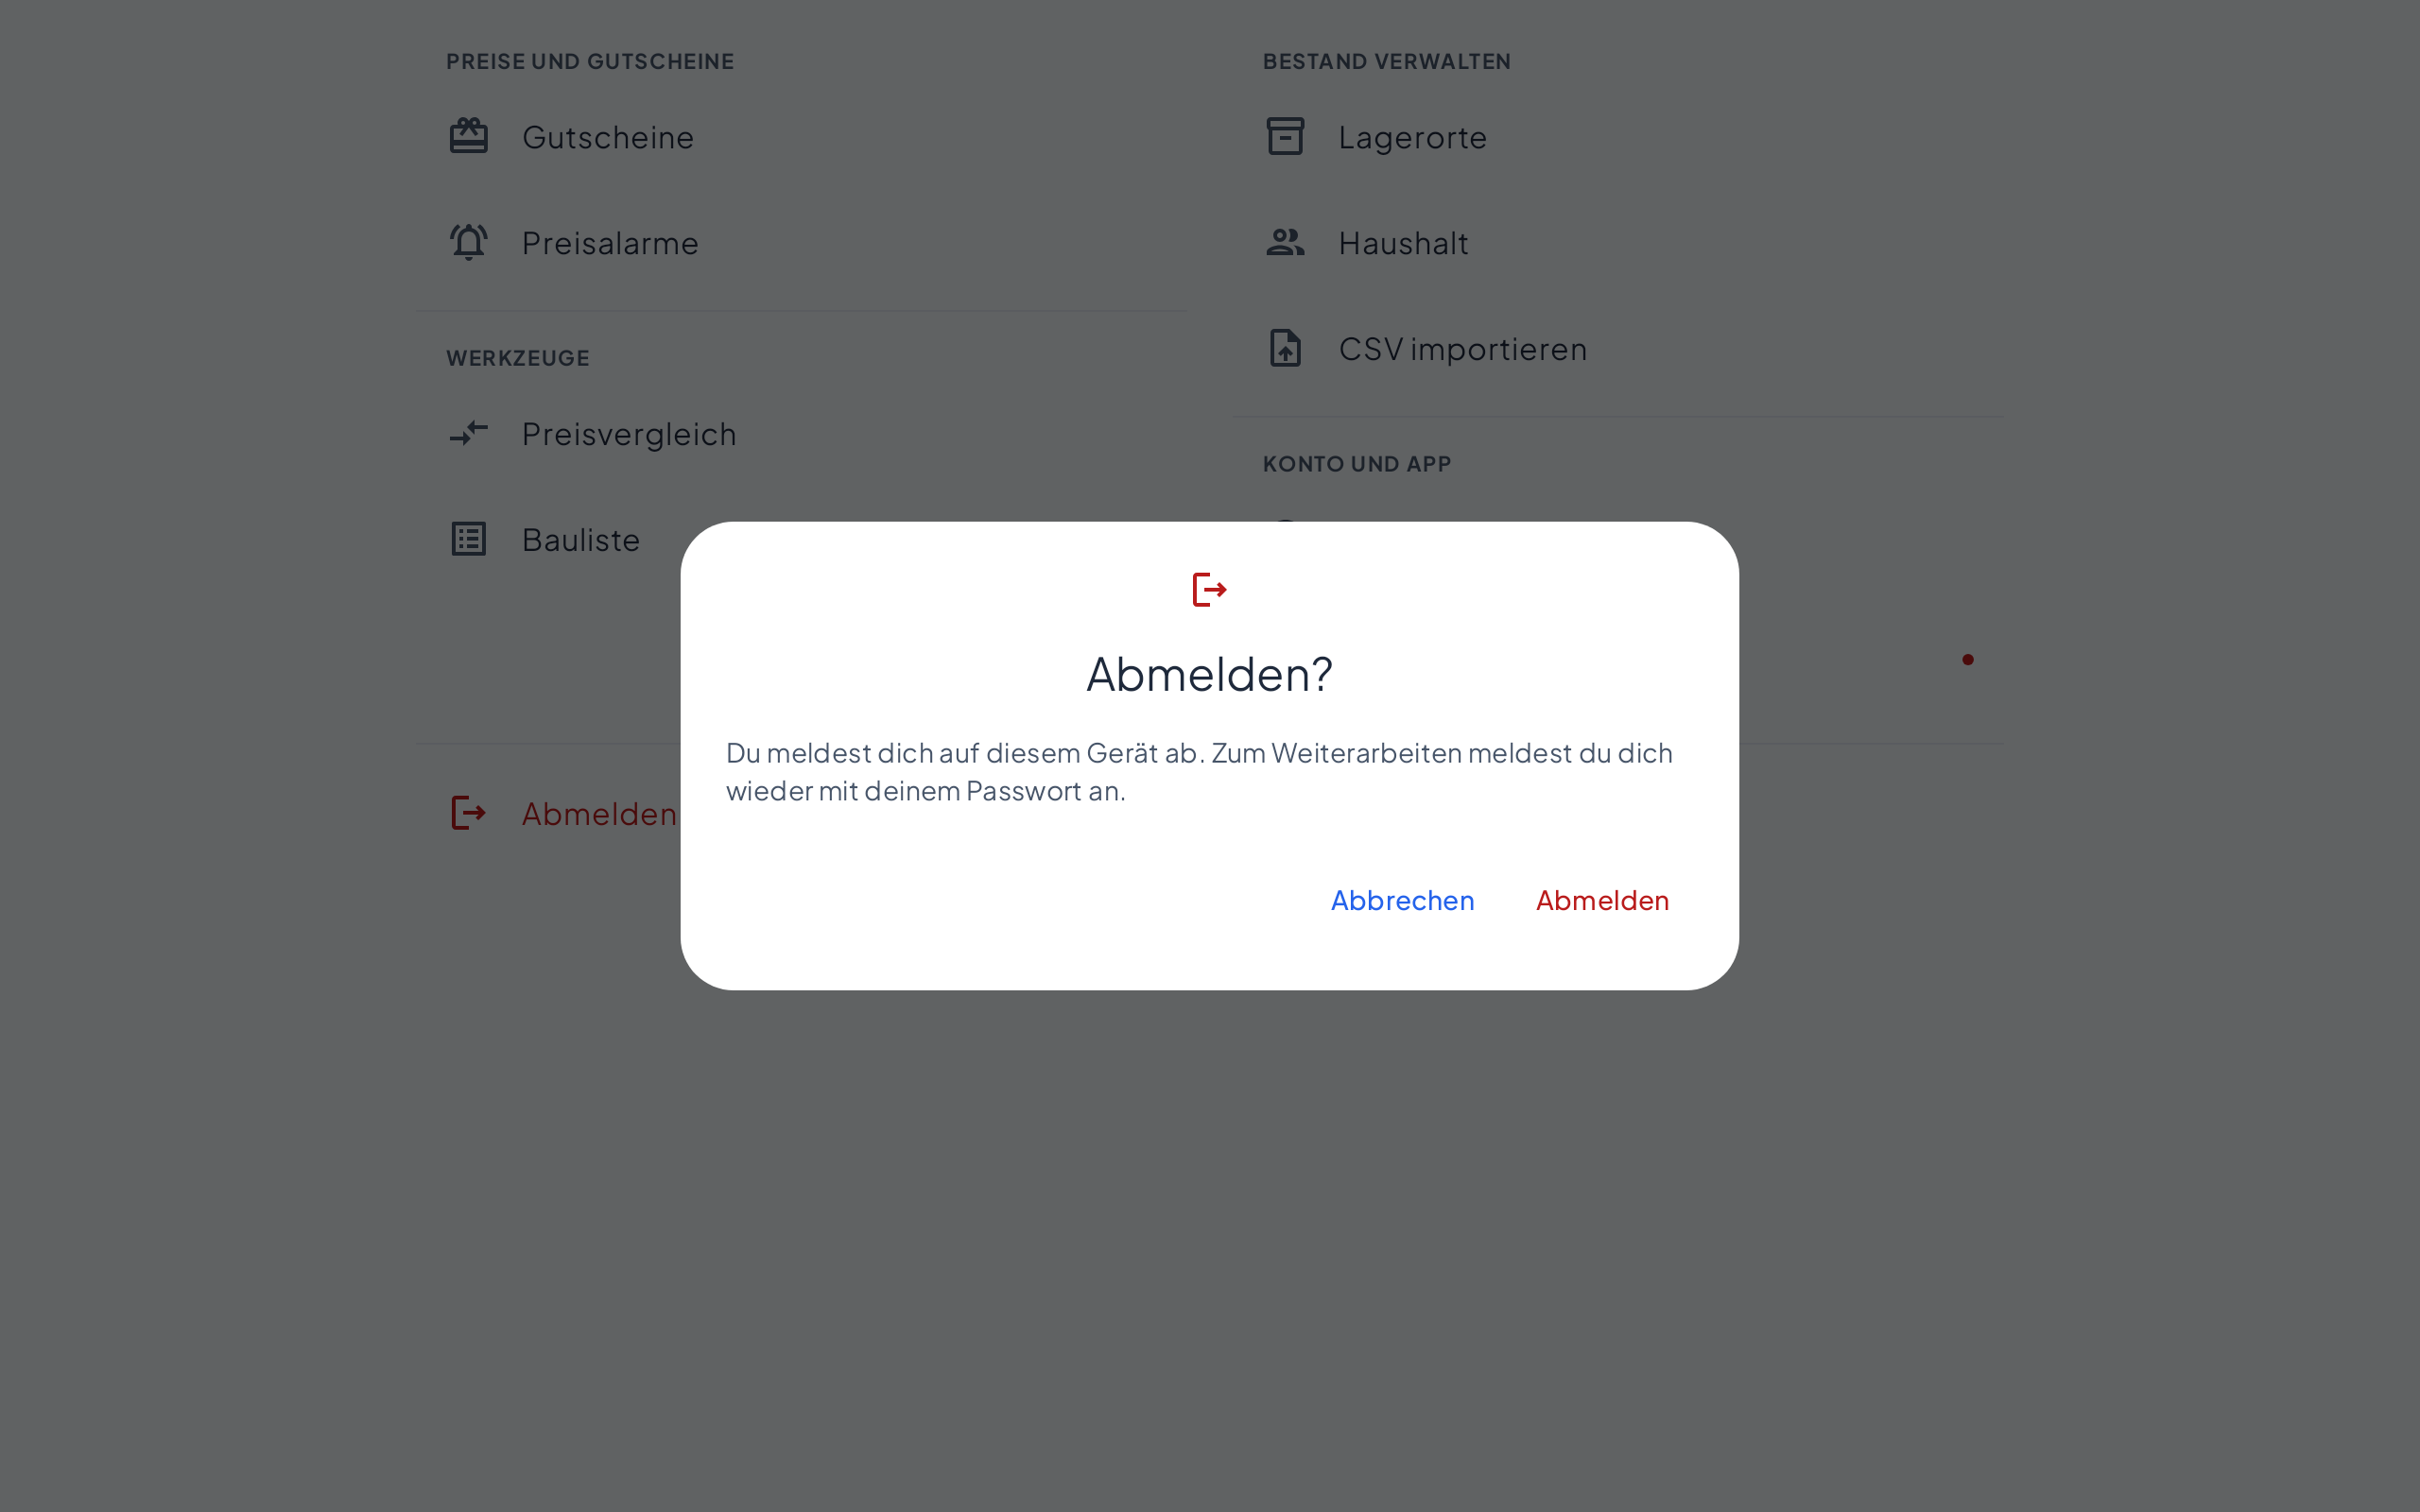 PREISE UND GUTSCHEINE
Gutscheine
Preisalarme
WERKZEUGE
Preisvergleich
Bauliste
Abmelden
BESTAND VERWALTEN
Lagerorte
Haushalt
CSV importieren
KONTO UND APP
Abmelden?
Du meldest dich auf diesem Gerät ab. Zum Weiterarbeiten meldest du dich
wieder mit deinem Passwort an.
Abbrechen
Abmelden